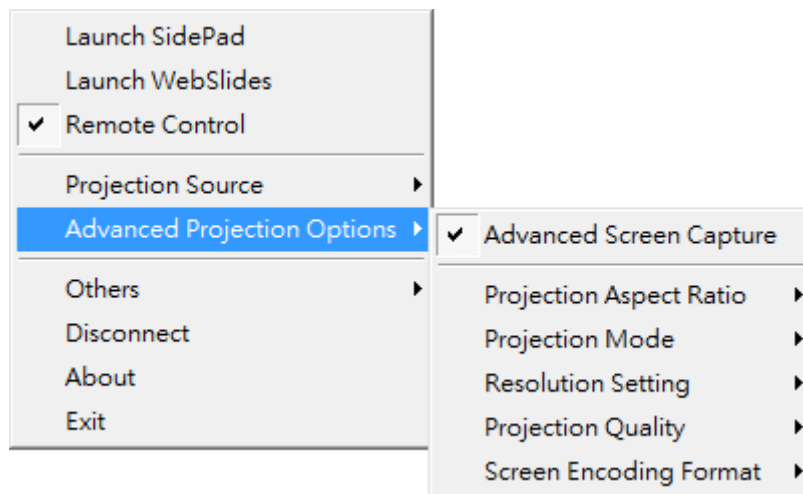 Launch SidePad
Launch WebSlides
Remote Control
Projection Source
Advanced Projection Options
Others
Disconnect
About
Exit
Advanced Screen Capture
Projection Aspect Ratio
Projection Mode
Resolution Setting
Projection Quality
Screen Encoding Format